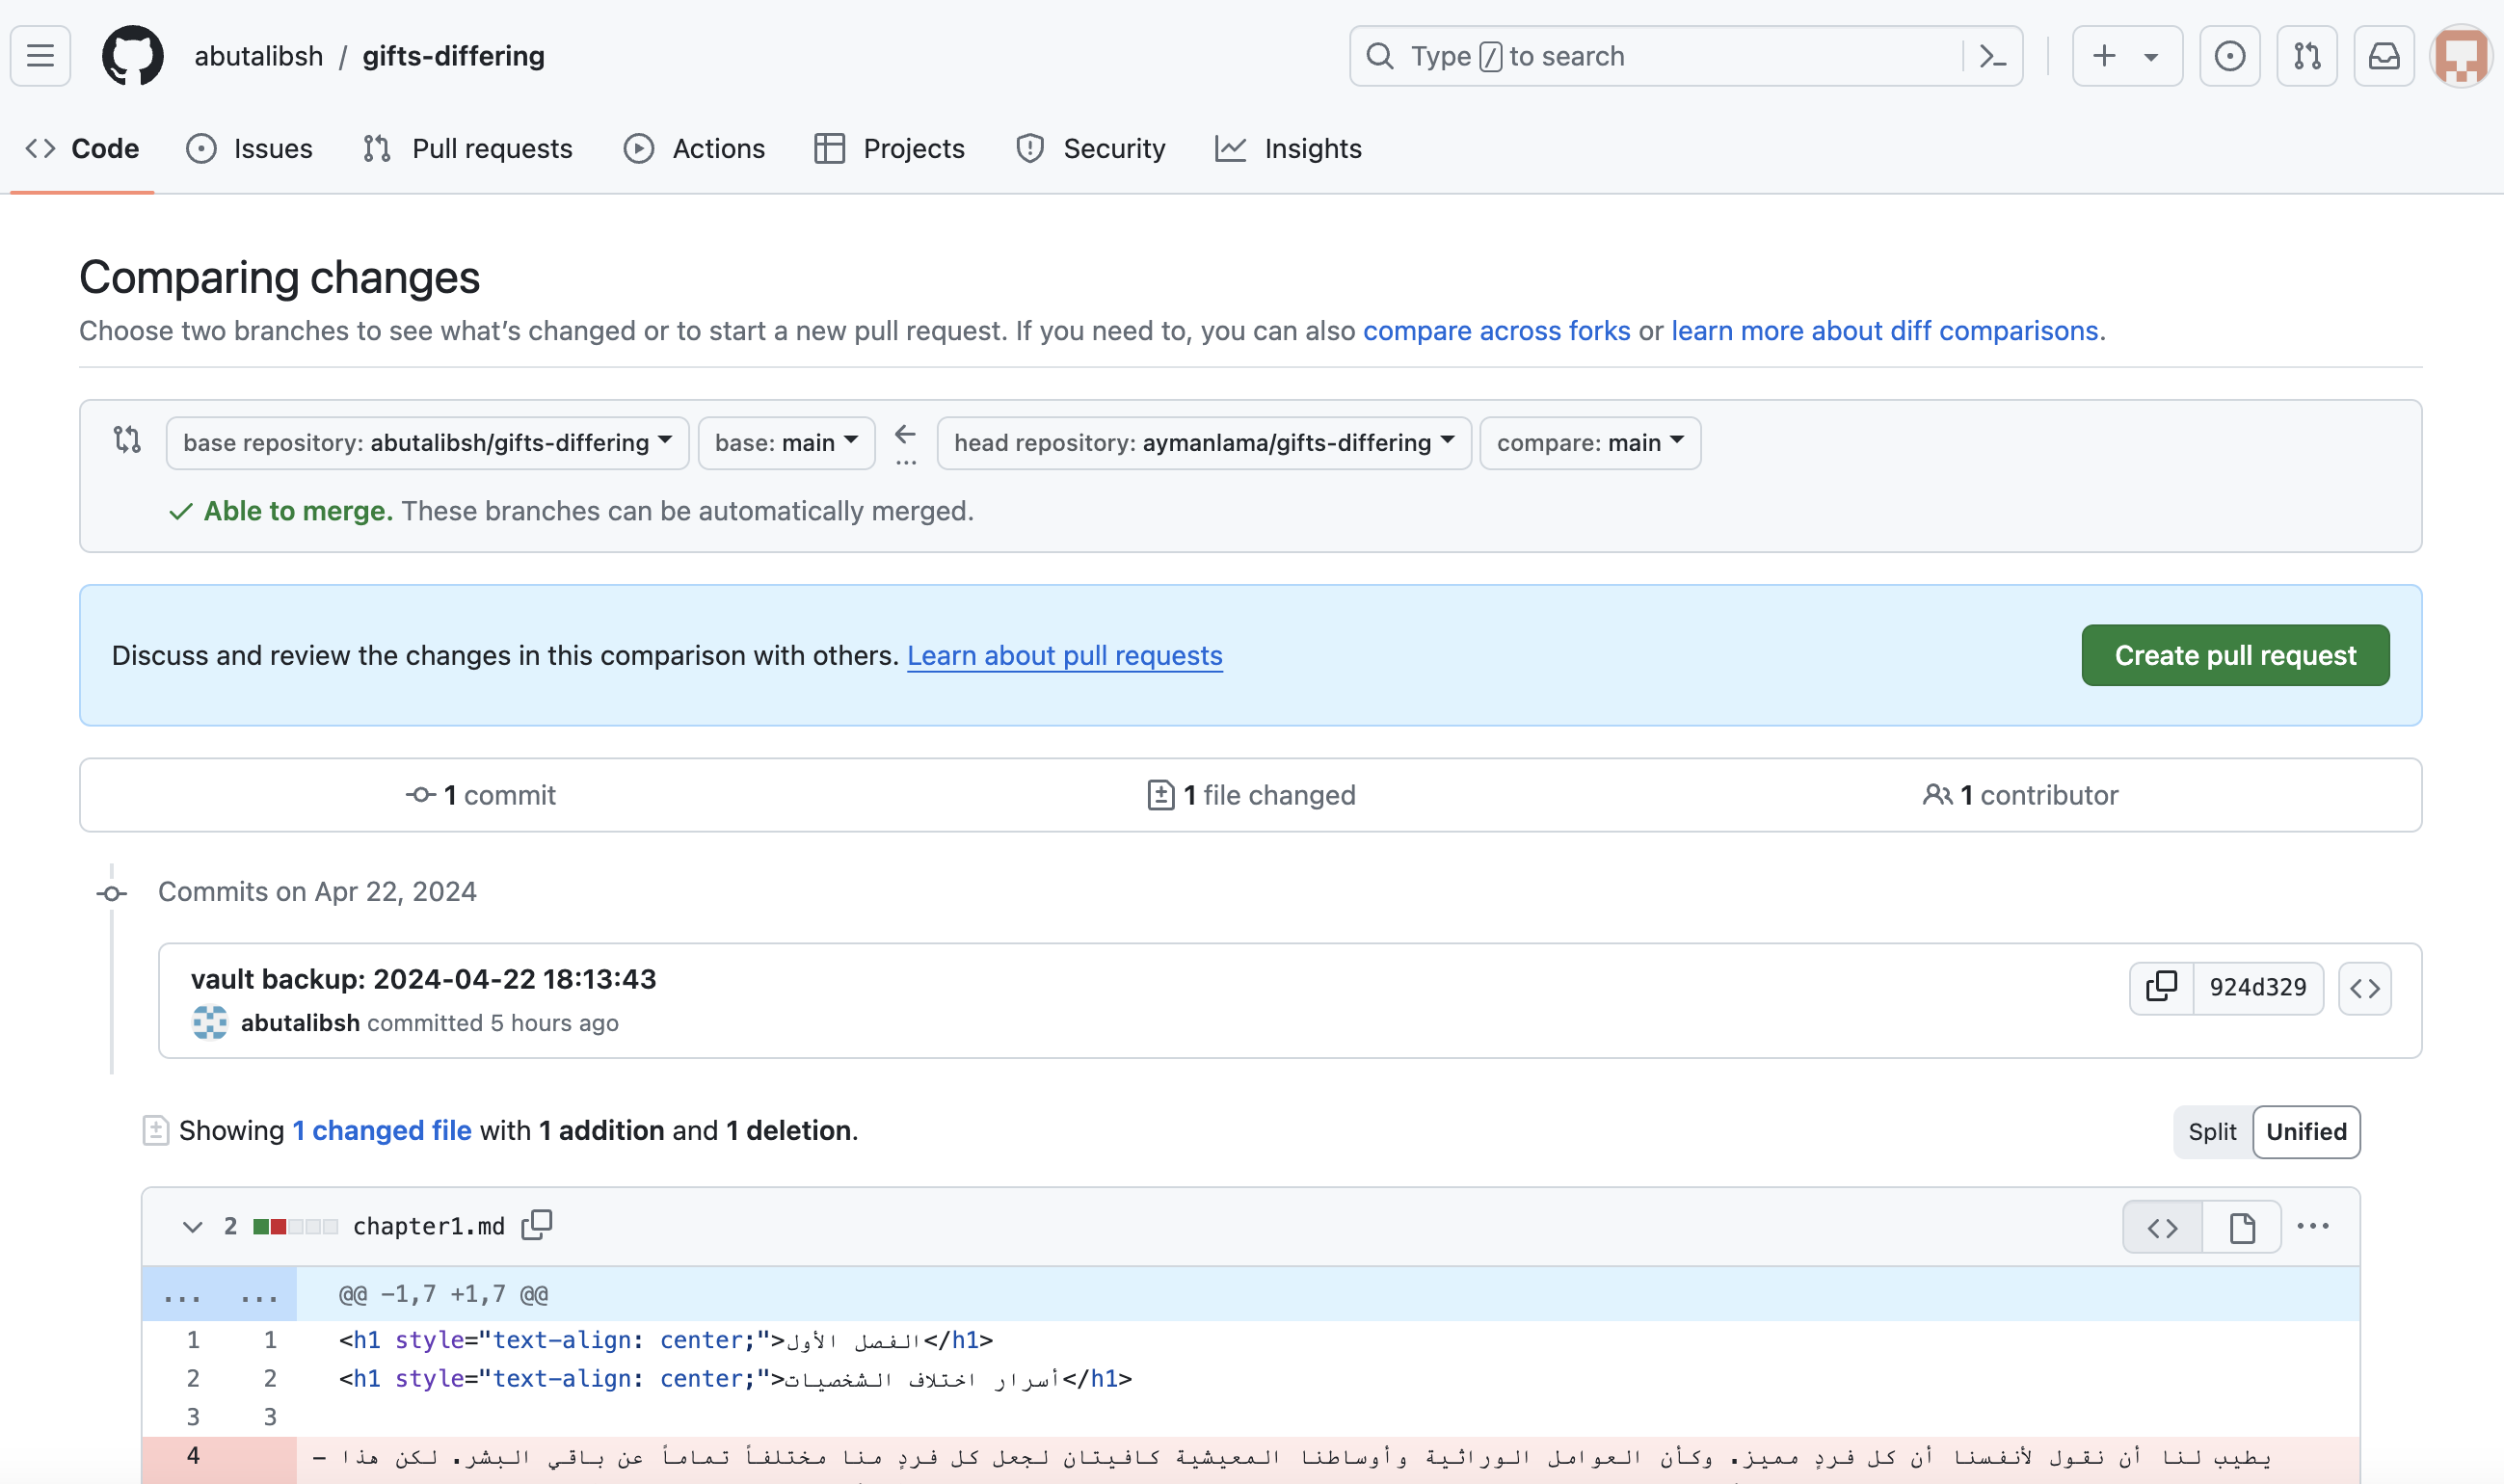 abutalibsh / gifts-differing
Type / to search
Code Issues Pull requests Actions Projects Security Insights
Comparing changes
Choose two branches to see what’s changed or to start a new pull request. If you need to, you can also compare across forks or learn more about diff comparisons.
base repository: abutalibsh/gifts-differing base: main ← ... head repository: aymanlama/gifts-differing compare: main
Able to merge. These branches can be automatically merged.
Discuss and review the changes in this comparison with others. Learn about pull requests
Create pull request
1 commit 1 file changed 1 contributor
Commits on Apr 22, 2024
vault backup: 2024-04-22 18:13:43
924d329
abutalibsh committed 5 hours ago
Showing 1 changed file with 1 addition and 1 deletion.
Split Unified
2 chapter1.md
... ... @@ -1,7 +1,7 @@
1 1 <h1 style="text-align: center;">الفصل الأول</h1>
2 2 <h1 style="text-align: center;">أسرار اختلاف الشخصيات</h1>
3 3
4 - يطيب لنا أن نقول لأنفسنا أن كل فردٍ مميز. وكأن العوامل الوراثية وأوساطنا المعيشية كافيتان لجعل كل فردٍ منا مختلفاً تماماً عن باقي البشر. لكن هذا